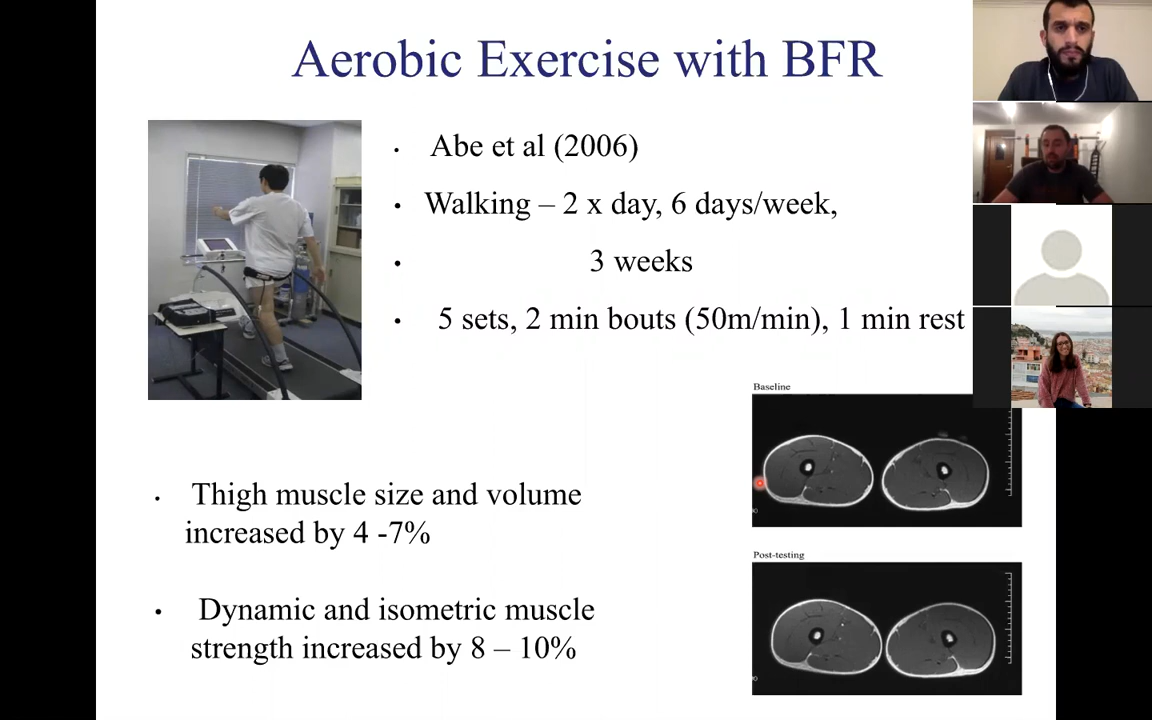 Aerobic Exercise with BFR
• Abe et al (2006)
• Walking – 2 x day, 6 days/week,
• 3 weeks
• 5 sets, 2 min bouts (50m/min), 1 min rest
Baseline
• Thigh muscle size and volume
increased by 4 -7%
Post-testing
• Dynamic and isometric muscle
strength increased by 8 – 10%